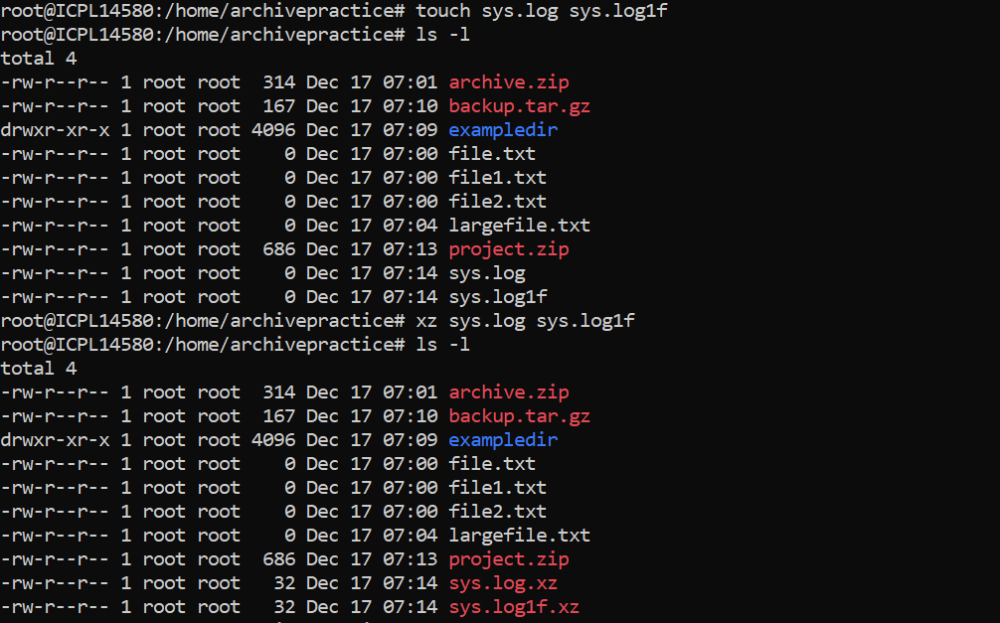 root@ICPL14580:/home/archivepractice# touch sys.log sys.log1f
root@ICPL14580:/home/archivepractice# ls -l
total 4
-rw-r--r-- 1 root root  314 Dec 17 07:01 archive.zip
-rw-r--r-- 1 root root  167 Dec 17 07:10 backup.tar.gz
drwxr-xr-x 1 root root 4096 Dec 17 07:09 exampledir
-rw-r--r-- 1 root root    0 Dec 17 07:00 file.txt
-rw-r--r-- 1 root root    0 Dec 17 07:00 file1.txt
-rw-r--r-- 1 root root    0 Dec 17 07:00 file2.txt
-rw-r--r-- 1 root root    0 Dec 17 07:04 largefile.txt
-rw-r--r-- 1 root root  686 Dec 17 07:13 project.zip
-rw-r--r-- 1 root root    0 Dec 17 07:14 sys.log
-rw-r--r-- 1 root root    0 Dec 17 07:14 sys.log1f
root@ICPL14580:/home/archivepractice# xz sys.log sys.log1f
root@ICPL14580:/home/archivepractice# ls -l
total 4
-rw-r--r-- 1 root root  314 Dec 17 07:01 archive.zip
-rw-r--r-- 1 root root  167 Dec 17 07:10 backup.tar.gz
drwxr-xr-x 1 root root 4096 Dec 17 07:09 exampledir
-rw-r--r-- 1 root root    0 Dec 17 07:00 file.txt
-rw-r--r-- 1 root root    0 Dec 17 07:00 file1.txt
-rw-r--r-- 1 root root    0 Dec 17 07:00 file2.txt
-rw-r--r-- 1 root root    0 Dec 17 07:04 largefile.txt
-rw-r--r-- 1 root root  686 Dec 17 07:13 project.zip
-rw-r--r-- 1 root root   32 Dec 17 07:14 sys.log.xz
-rw-r--r-- 1 root root   32 Dec 17 07:14 sys.log1f.xz